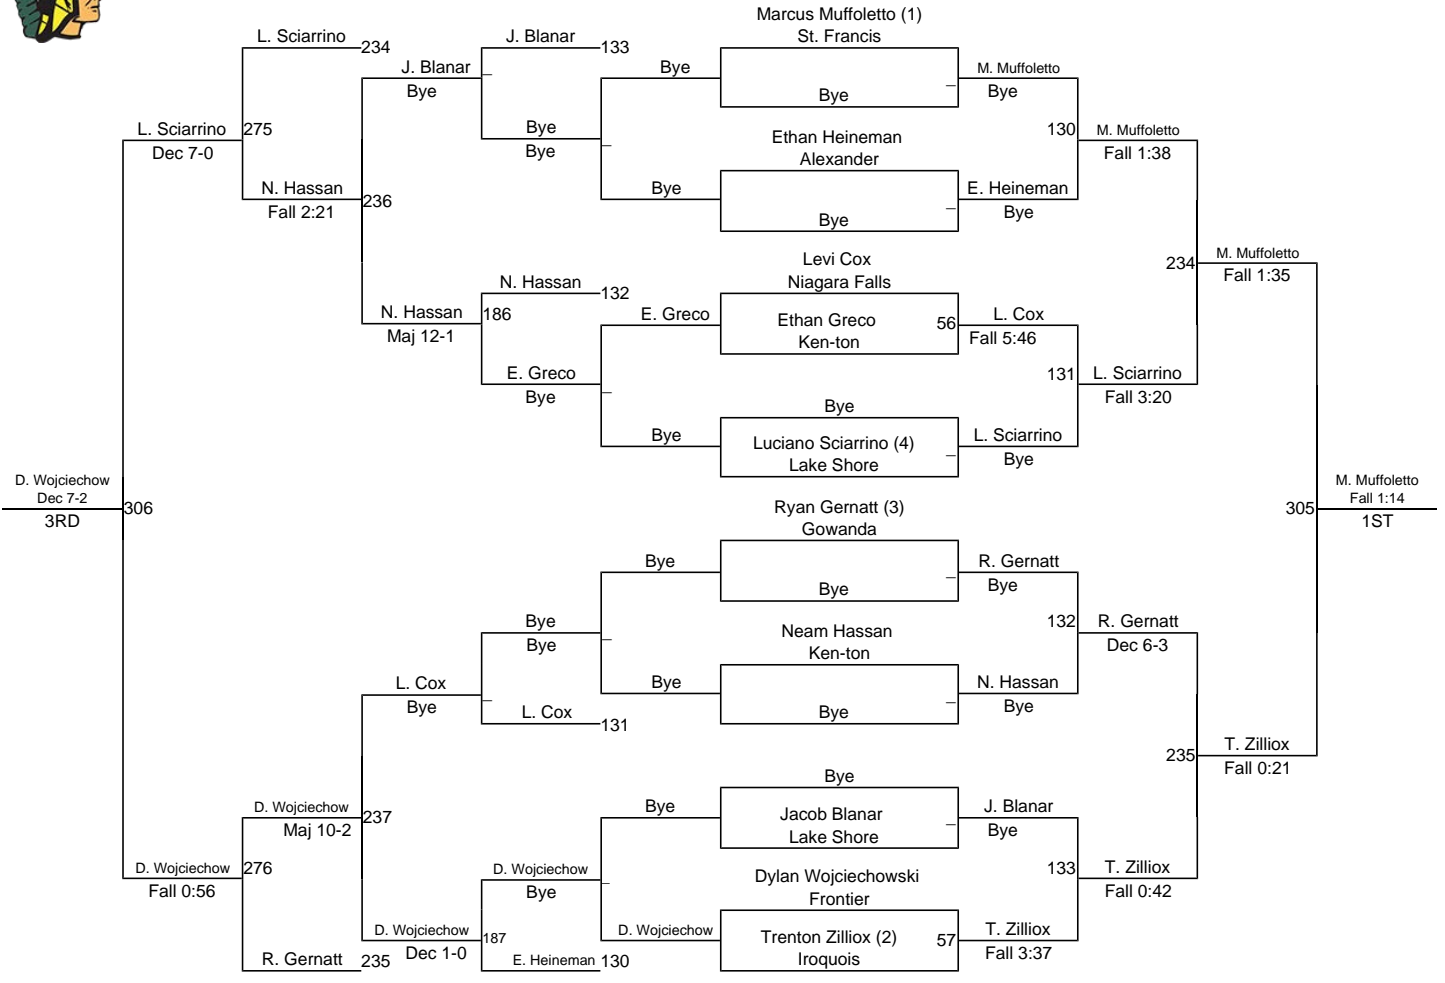 Marcus Muffoletto (1)
L. Sciarrino
234
J. Blanar
133
St. Francis
J. Blanar
Bye
Bye
M. Muffoletto
Bye
Bye
Bye
L. Sciarrino
275
Dec 7-0
Bye
Bye
Ethan Heineman
Alexander
130
M. Muffoletto
Fall 1:38
N. Hassan
Fall 2:21
236
Bye
Bye
E. Heineman
Bye
Levi Cox
Niagara Falls
234
M. Muffoletto
Fall 1:35
N. Hassan
132
N. Hassan
186
Maj 12-1
E. Greco
Ethan Greco
Ken-ton
56
L. Cox
Fall 5:46
E. Greco
Bye
131
L. Sciarrino
Fall 3:20
Bye
Bye
Luciano Sciarrino (4)
Lake Shore
L. Sciarrino
Bye
D. Wojciechow
Dec 7-2
3RD
306
Ryan Gernatt (3)
Gowanda
305
M. Muffoletto
Fall 1:14
1ST
Bye
Bye
R. Gernatt
Bye
Bye
Bye
Neam Hassan
Ken-ton
132
R. Gernatt
Dec 6-3
L. Cox
Bye
Bye
Bye
N. Hassan
Bye
L. Cox
131
235
T. Zilliox
Fall 0:21
Bye
D. Wojciechow
Maj 10-2
237
Bye
Jacob Blanar
Lake Shore
J. Blanar
Bye
D. Wojciechow
Fall 0:56
276
D. Wojciechow
Bye
Dylan Wojciechowski
Frontier
133
T. Zilliox
Fall 0:42
D. Wojciechow
Dec 1-0
187
D. Wojciechow
Trenton Zilliox (2)
Iroquois
57
T. Zilliox
Fall 3:37
R. Gernatt
235
E. Heineman
130